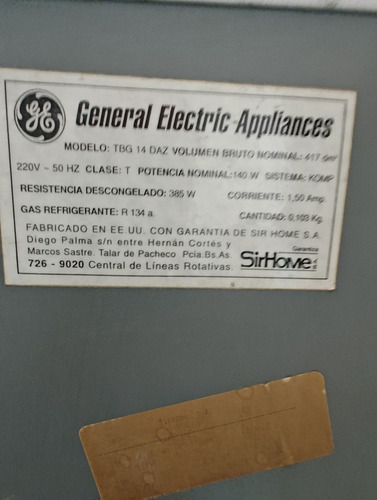 GE
General Electric Appliances
MODELO: TBG 14 DAZ VOLUMEN BRUTO NOMINAL: 417 dm³
220V ~ 50 HZ CLASE: T POTENCIA NOMINAL: 140 W SISTEMA: KOMP
RESISTENCIA DESCONGELADO: 385 W CORRIENTE: 1,50 Amp.
GAS REFRIGERANTE: R 134 a. CANTIDAD: 0,103 Kg.
FABRICADO EN EE UU. CON GARANTIA DE SIR HOME S.A.
Diego Palma s/n entre Hernán Cortés y
Marcos Sastre. Talar de Pacheco Pcia.Bs.As.
726 - 9020 Central de Líneas Rotativas.
Garantiza
SirHome S.A.